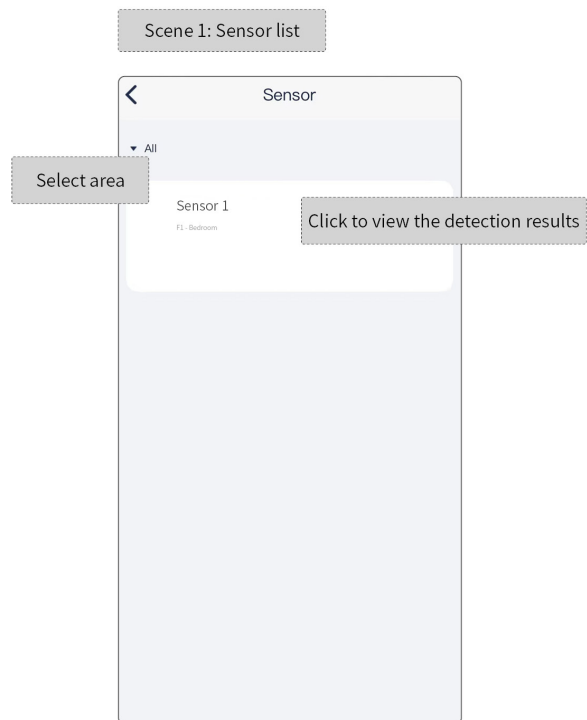 Scene 1: Sensor list
Sensor
All
Select area
Sensor 1
F1 - Bedroom
Click to view the detection results